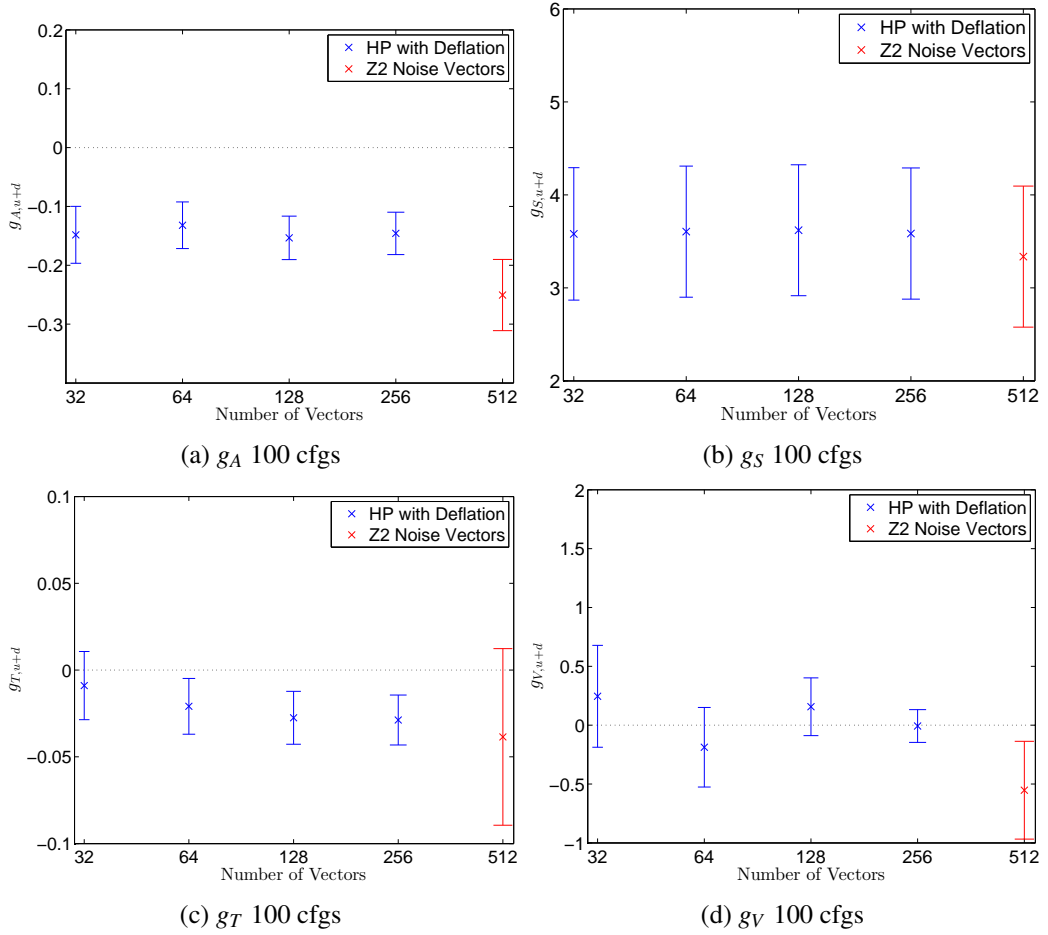 0.2
0.1
0
−0.1
−0.2
−0.3
g_{A,u+d}
HP with Deflation
Z2 Noise Vectors
32 64 128 256 512
Number of Vectors
(a) g_A 100 cfgs
6
5
4
3
2
g_{S,u+d}
HP with Deflation
Z2 Noise Vectors
32 64 128 256 512
Number of Vectors
(b) g_S 100 cfgs
0.1
0.05
0
−0.05
−0.1
g_{T,u+d}
HP with Deflation
Z2 Noise Vectors
32 64 128 256 512
Number of Vectors
(c) g_T 100 cfgs
2
1.5
1
0.5
0
−0.5
−1
g_{V,u+d}
HP with Deflation
Z2 Noise Vectors
32 64 128 256 512
Number of Vectors
(d) g_V 100 cfgs